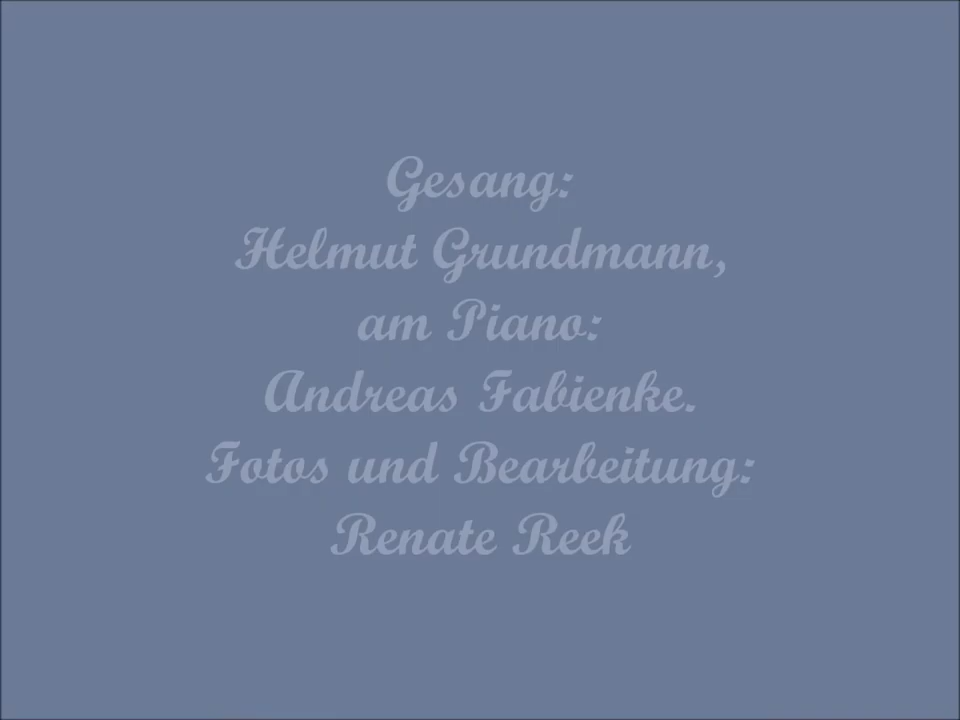 Gesang:
Helmut Grundmann,
am Piano:
Andreas Fabienke.
Fotos und Bearbeitung:
Renate Reek